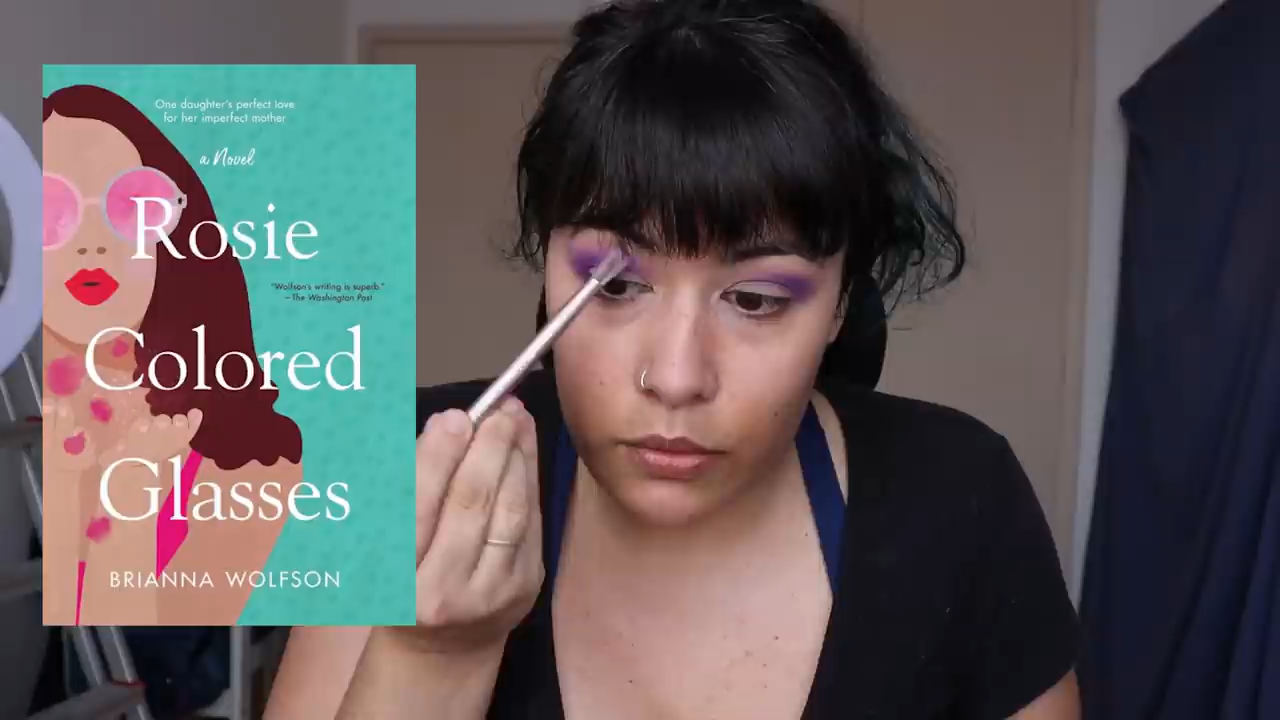 One daughter's perfect love
for her imperfect mother
a Novel
Rosie
"Wolfson's writing is superb."
—The Washington Post
Colored
Glasses
BRIANNA WOLFSON